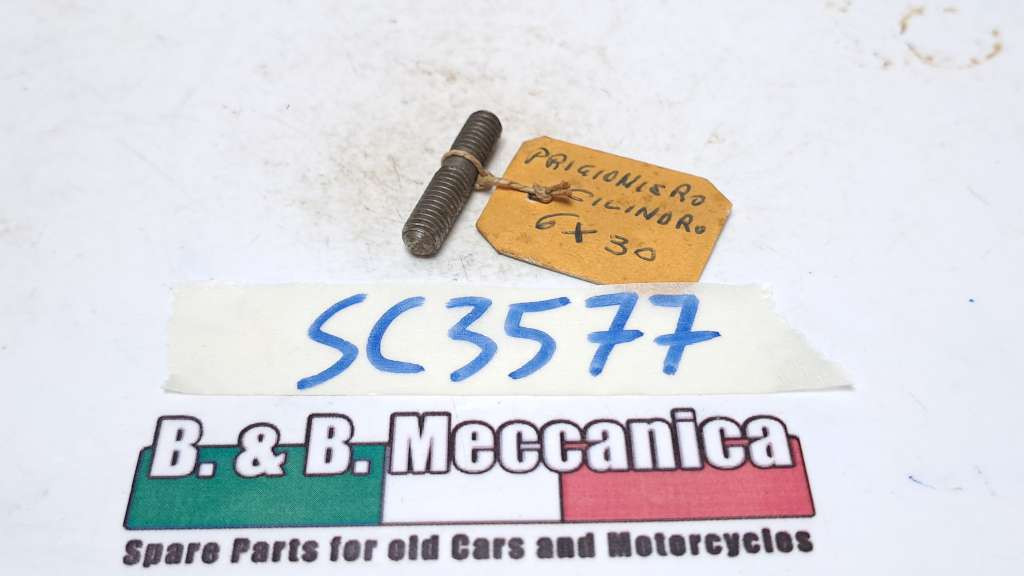 PRIGIONIERO
CILINDRO
6X30
SC3577
B. & B. Meccanica
Spare Parts for old Cars and Motorcycles